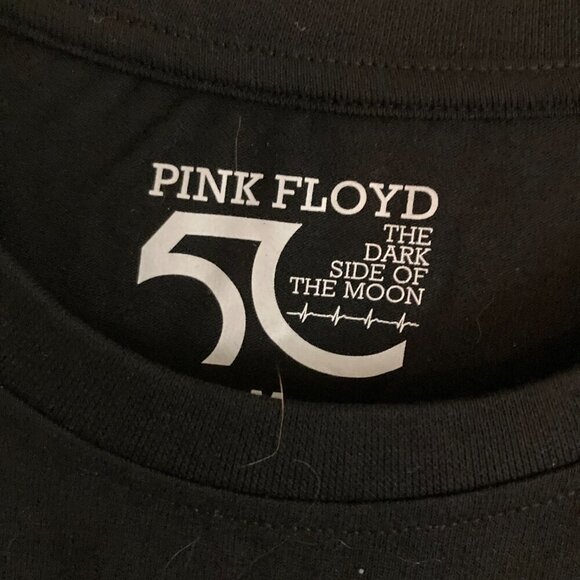 PINK FLOYD
50
THE
DARK
SIDE OF
THE MOON